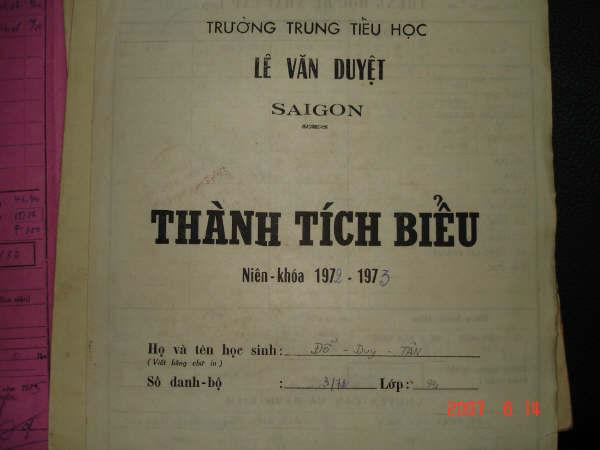 TRƯỜNG TRUNG TIỂU HỌC
LÊ VĂN DUYỆT
SAIGON
THÀNH TÍCH BIỂU
Niên-khóa 1972-1973
Họ và tên học sinh: Đỗ - Duy - TÂN
(Viết bằng chữ in)
Số danh-bộ : Lớp:
2007 6 14